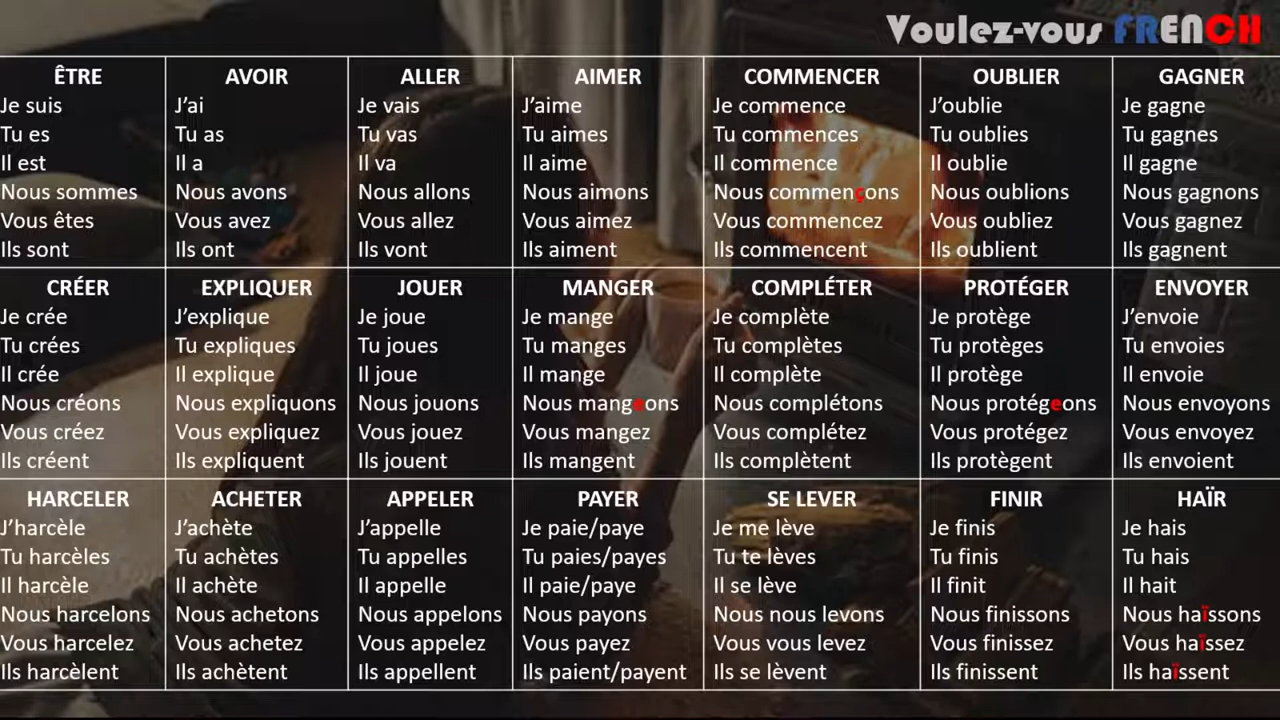 Voulez-vous FRENCH
ÊTRE
Je suis
Tu es
Il est
Nous sommes
Vous êtes
Ils sont
AVOIR
J'ai
Tu as
Il a
Nous avons
Vous avez
Ils ont
ALLER
Je vais
Tu vas
Il va
Nous allons
Vous allez
Ils vont
AIMER
J'aime
Tu aimes
Il aime
Nous aimons
Vous aimez
Ils aiment
COMMENCER
Je commence
Tu commences
Il commence
Nous commençons
Vous commencez
Ils commencent
OUBLIER
J'oublie
Tu oublies
Il oublie
Nous oublions
Vous oubliez
Ils oublient
GAGNER
Je gagne
Tu gagnes
Il gagne
Nous gagnons
Vous gagnez
Ils gagnent
CRÉER
Je crée
Tu crées
Il crée
Nous créons
Vous créez
Ils créent
EXPLIQUER
J'explique
Tu expliques
Il explique
Nous expliquons
Vous expliquez
Ils expliquent
JOUER
Je joue
Tu joues
Il joue
Nous jouons
Vous jouez
Ils jouent
MANGER
Je mange
Tu manges
Il mange
Nous mangeons
Vous mangez
Ils mangent
COMPLÉTER
Je complète
Tu complètes
Il complète
Nous complétons
Vous complétez
Ils complètent
PROTÉGER
Je protège
Tu protèges
Il protège
Nous protégeons
Vous protégez
Ils protègent
ENVOYER
J'envoie
Tu envoies
Il envoie
Nous envoyons
Vous envoyez
Ils envoient
HARCELER
J'harcèle
Tu harcèles
Il harcèle
Nous harcelons
Vous harcelez
Ils harcèlent
ACHETER
J'achète
Tu achètes
Il achète
Nous achetons
Vous achetez
Ils achètent
APPELER
J'appelle
Tu appelles
Il appelle
Nous appelons
Vous appelez
Ils appellent
PAYER
Je paie/paye
Tu paies/payes
Il paie/paye
Nous payons
Vous payez
Ils paient/payent
SE LEVER
Je me lève
Tu te lèves
Il se lève
Nous nous levons
Vous vous levez
Ils se lèvent
FINIR
Je finis
Tu finis
Il finit
Nous finissons
Vous finissez
Ils finissent
HAÏR
Je hais
Tu hais
Il hait
Nous haïssons
Vous haïssez
Ils haïssent